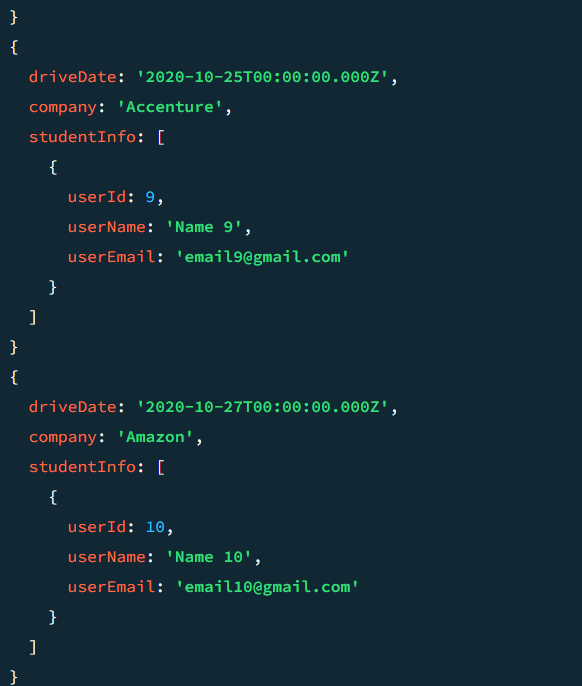 }
{
  driveDate: '2020-10-25T00:00:00.000Z',
  company: 'Accenture',
  studentInfo: [
    {
      userId: 9,
      userName: 'Name 9',
      userEmail: 'email9@gmail.com'
    }
  ]
}
{
  driveDate: '2020-10-27T00:00:00.000Z',
  company: 'Amazon',
  studentInfo: [
    {
      userId: 10,
      userName: 'Name 10',
      userEmail: 'email10@gmail.com'
    }
  ]
}